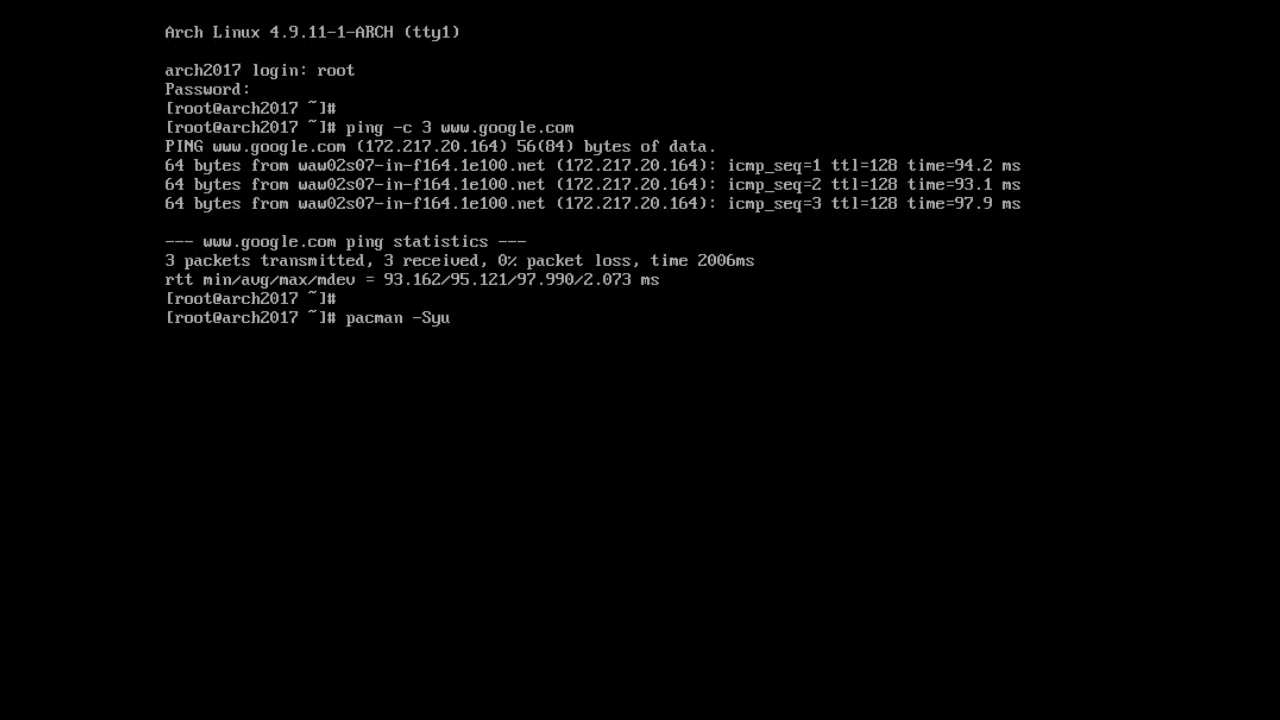 Arch Linux 4.9.11-1-ARCH (tty1)
arch2017 login: root
Password:
[root@arch2017 ~]#
[root@arch2017 ~]# ping -c 3 www.google.com
PING www.google.com (172.217.20.164) 56(84) bytes of data.
64 bytes from waw02s07-in-f164.1e100.net (172.217.20.164): icmp_seq=1 ttl=128 time=94.2 ms
64 bytes from waw02s07-in-f164.1e100.net (172.217.20.164): icmp_seq=2 ttl=128 time=93.1 ms
64 bytes from waw02s07-in-f164.1e100.net (172.217.20.164): icmp_seq=3 ttl=128 time=97.9 ms
--- www.google.com ping statistics ---
3 packets transmitted, 3 received, 0% packet loss, time 2006ms
rtt min/avg/max/mdev = 93.162/95.121/97.990/2.073 ms
[root@arch2017 ~]#
[root@arch2017 ~]# pacman -Syu